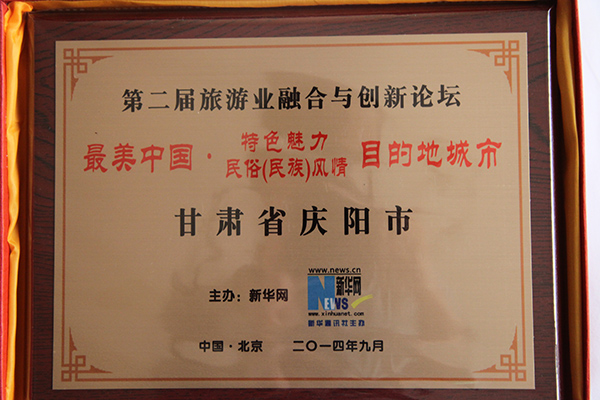 第二届旅游业融合与创新论坛
最美中国·特色魅力 民俗(民族)风情 目的地城市
甘肃省庆阳市
www.news.cn
主办:新华网
新华网
NEWS
www.xinhuanet.com
新华通讯社主办
中国·北京 二〇一四年九月